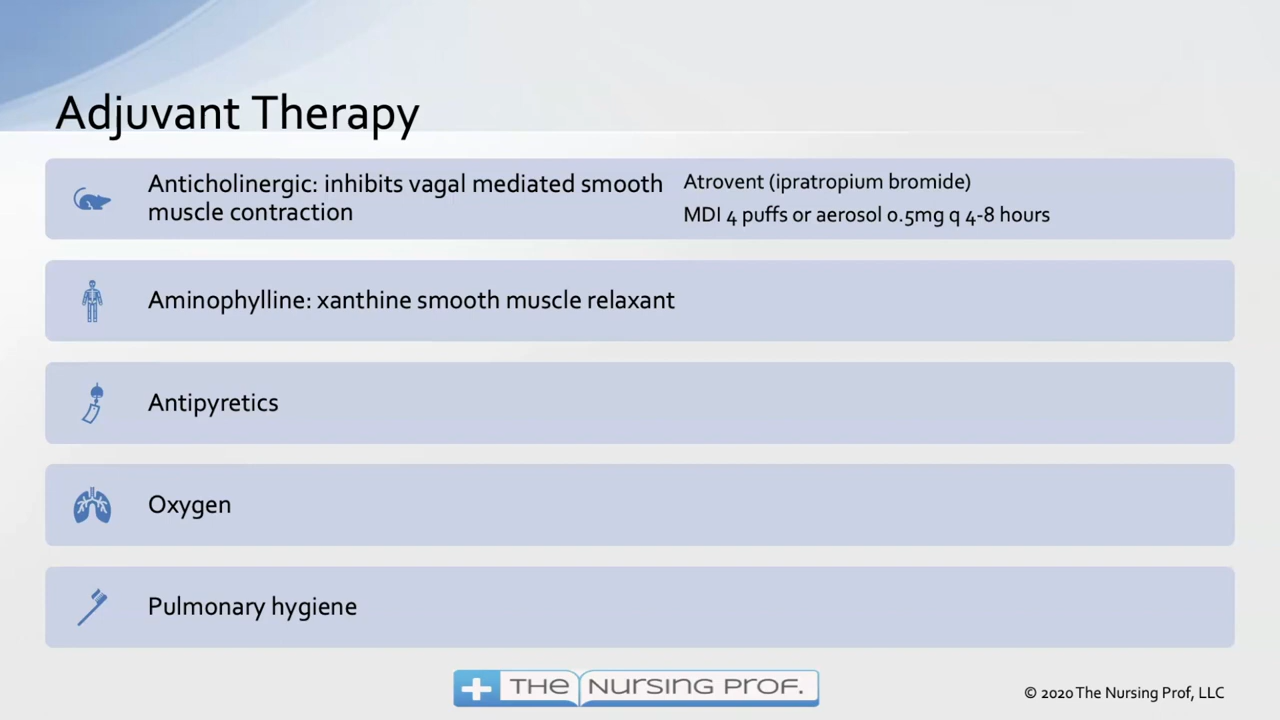 Adjuvant Therapy
Anticholinergic: inhibits vagal mediated smooth
muscle contraction
Atrovent (ipratropium bromide)
MDI 4 puffs or aerosol 0.5mg q 4-8 hours
Aminophylline: xanthine smooth muscle relaxant
Antipyretics
Oxygen
Pulmonary hygiene
THE NURSING PROF.
© 2020 The Nursing Prof, LLC